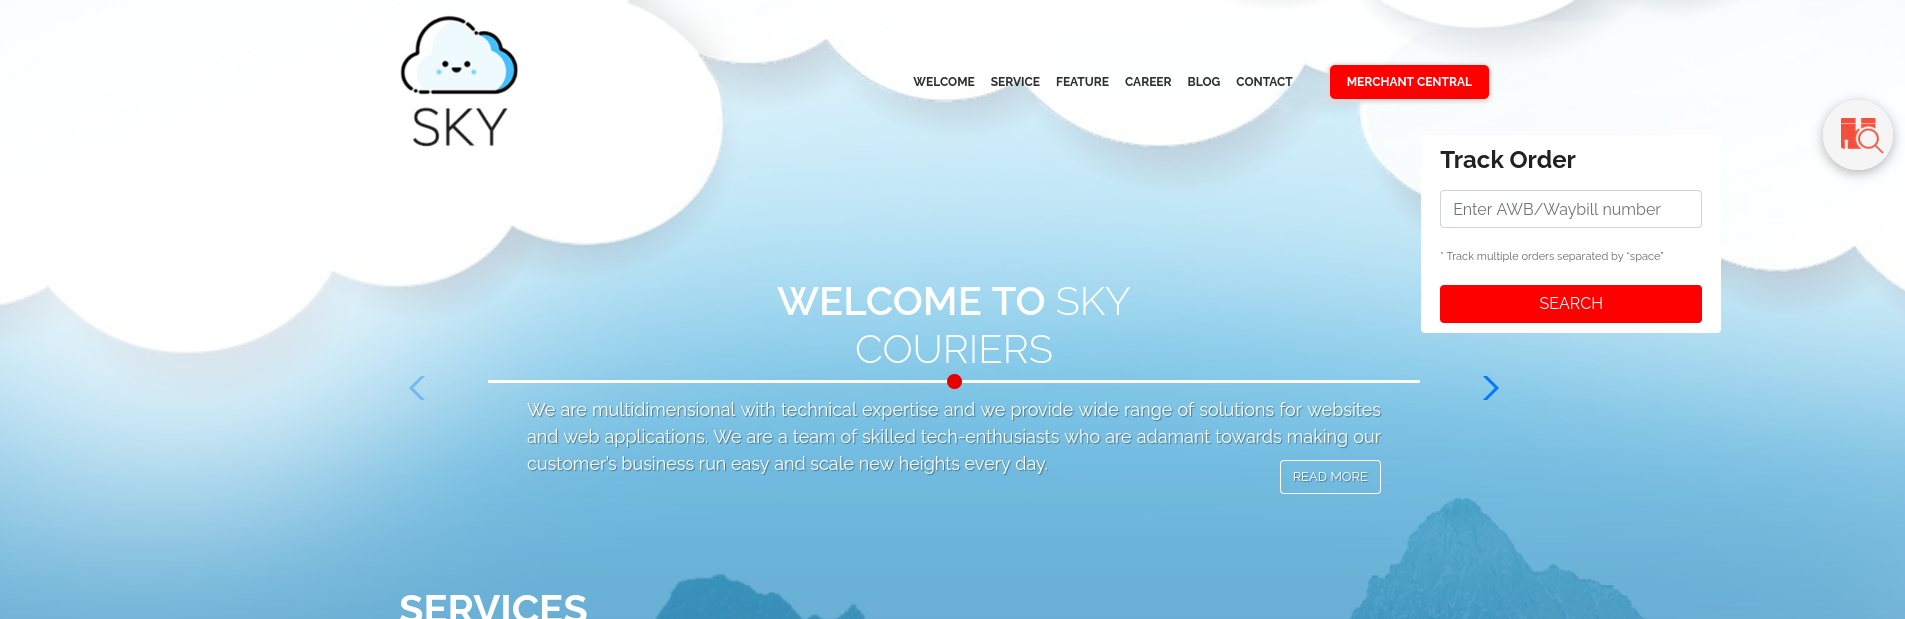 SKY
WELCOME SERVICE FEATURE CAREER BLOG CONTACT MERCHANT CENTRAL
Track Order
Enter AWB/Waybill number
* Track multiple orders separated by "space"
SEARCH
WELCOME TO SKY
COURIERS
We are multidimensional with technical expertise and we provide wide range of solutions for websites
and web applications. We are a team of skilled tech-enthusiasts who are adamant towards making our
customer's business run easy and scale new heights every day.
READ MORE
SERVICES